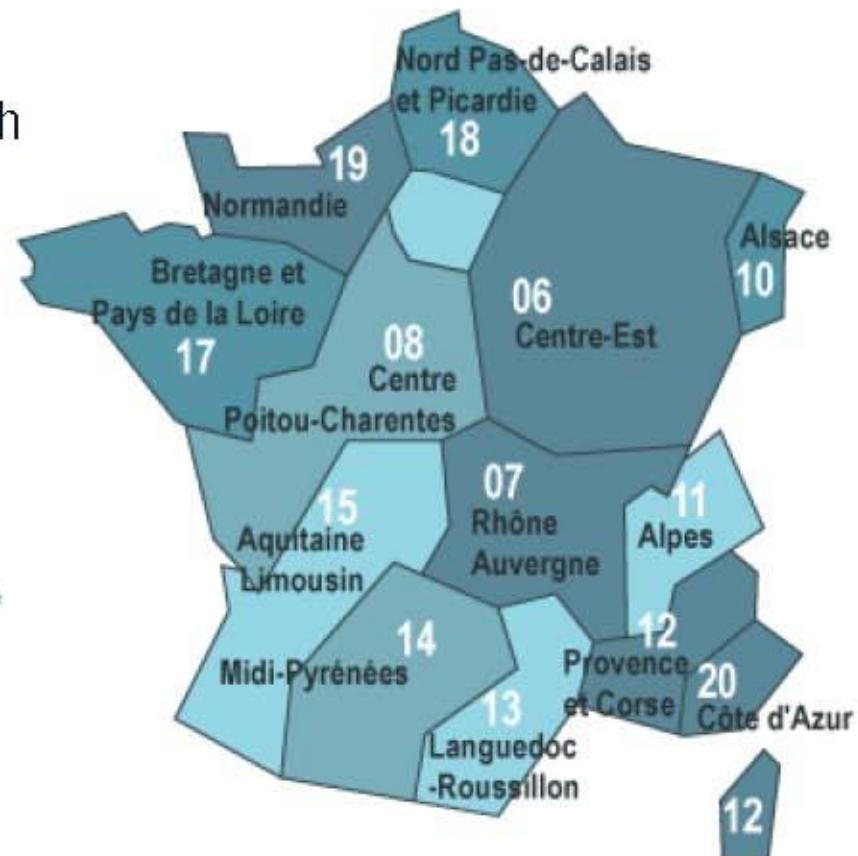 Nord Pas-de-Calais
et Picardie
18
h
19
Normandie
Alsace
10
Bretagne et
Pays de la Loire
17
06
Centre-Est
08
Centre
Poitou-Charentes
07
Rhône
Auvergne
11
Alpes
15
Aquitaine
Limousin
14
Midi-Pyrénées
12
Provence
et Corse
20
Côte d'Azur
13
Languedoc
-Roussillon
12